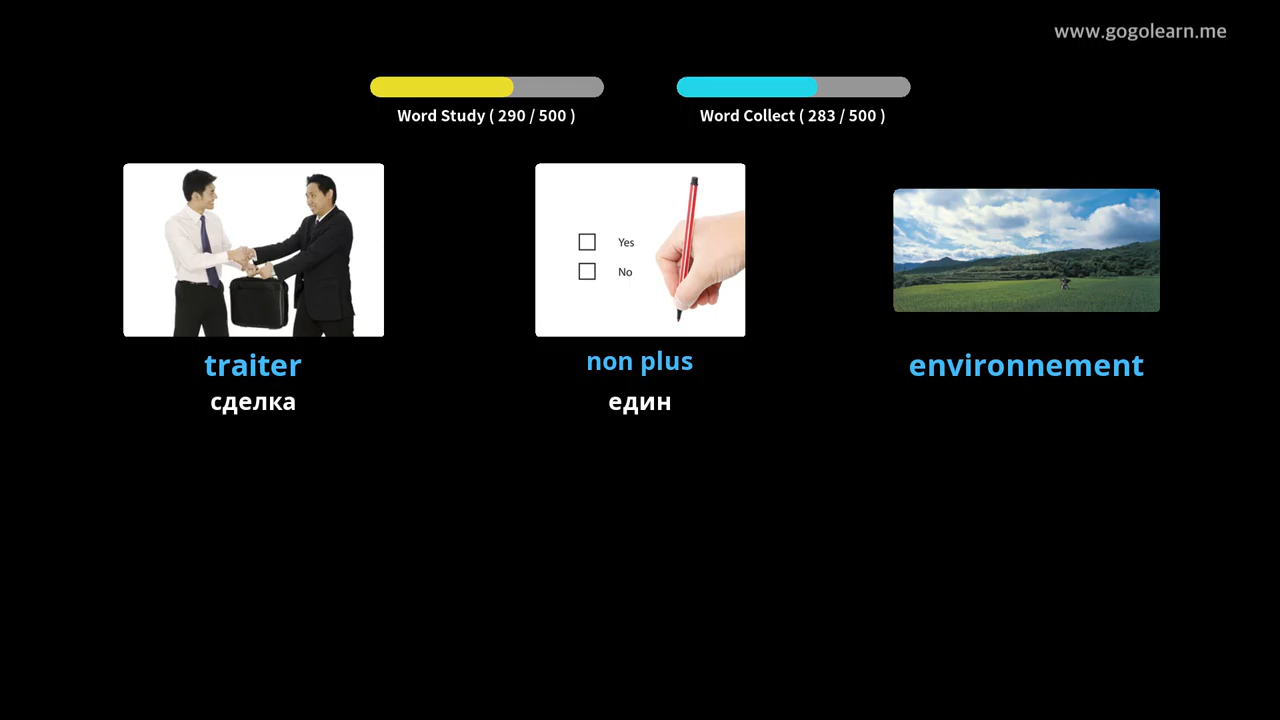 www.gogolearn.me
Word Study ( 290 / 500 )
Word Collect ( 283 / 500 )
Yes
No
traiter
non plus
environnement
сделка
един